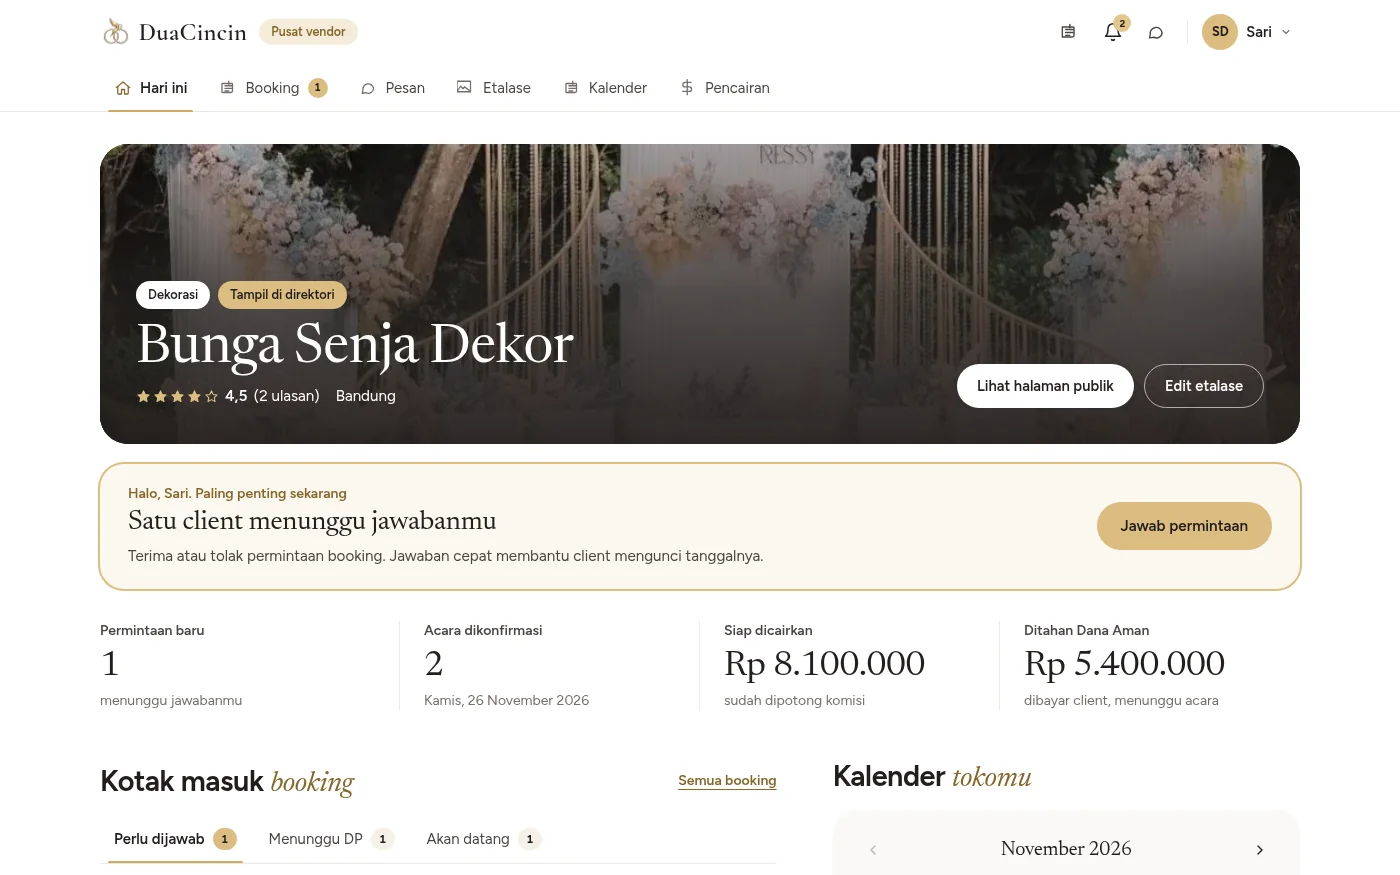 DuaCincin
Pusat vendor
2
SD
Sari
Hari ini
Booking
1
Pesan
Etalase
Kalender
Pencairan
RESSY
Dekorasi
Tampil di direktori
Bunga Senja Dekor
4,5 (2 ulasan) Bandung
Lihat halaman publik
Edit etalase
Halo, Sari. Paling penting sekarang
Satu client menunggu jawabanmu
Terima atau tolak permintaan booking. Jawaban cepat membantu client mengunci tanggalnya.
Jawab permintaan
Permintaan baru
1
menunggu jawabanmu
Acara dikonfirmasi
2
Kamis, 26 November 2026
Siap dicairkan
Rp 8.100.000
sudah dipotong komisi
Ditahan Dana Aman
Rp 5.400.000
dibayar client, menunggu acara
Kotak masuk booking
Semua booking
Perlu dijawab 1
Menunggu DP 1
Akan datang 1
Kalender tokomu
November 2026